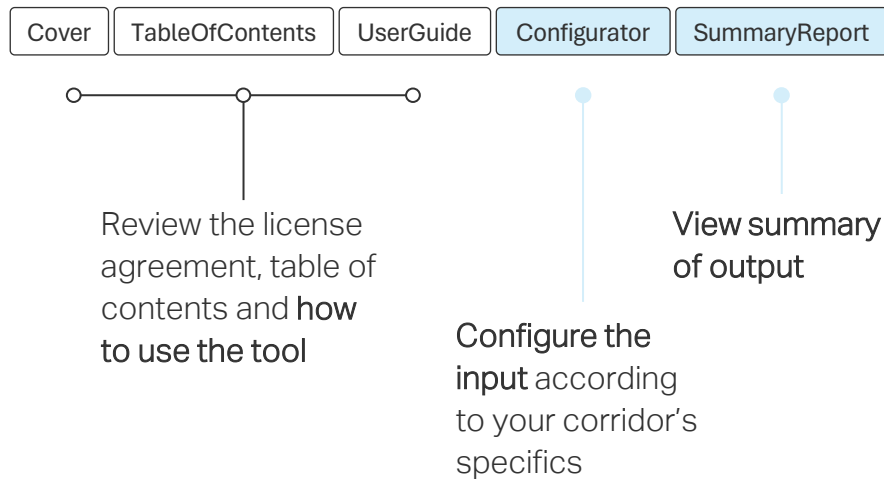 Cover TableOfContents UserGuide Configurator SummaryReport
Review the license
agreement, table of
contents and how
to use the tool
Configure the
input according
to your corridor’s
specifics
View summary
of output